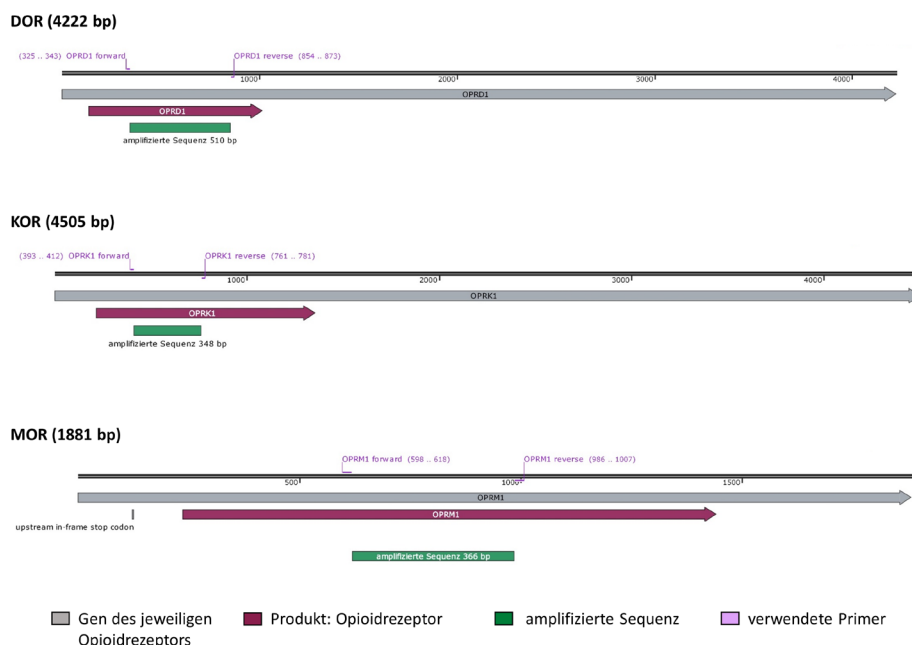 DOR (4222 bp)
(325 .. 343) OPRD1 forward
OPRD1 reverse (854 .. 873)
1000 2000 3000 4000
OPRD1
OPRD1
amplifizierte Sequenz 510 bp
KOR (4505 bp)
(393 .. 412) OPRK1 forward
OPRK1 reverse (761 .. 781)
1000 2000 3000 4000
OPRK1
OPRK1
amplifizierte Sequenz 348 bp
MOR (1881 bp)
OPRM1 forward (598 .. 618)
OPRM1 reverse (986 .. 1007)
500 1000 1500
OPRM1
OPRM1
upstream in-frame stop codon
amplifizierte Sequenz 366 bp
Gen des jeweiligen
Opioidrezeptors
Produkt: Opioidrezeptor
amplifizierte Sequenz
verwendete Primer